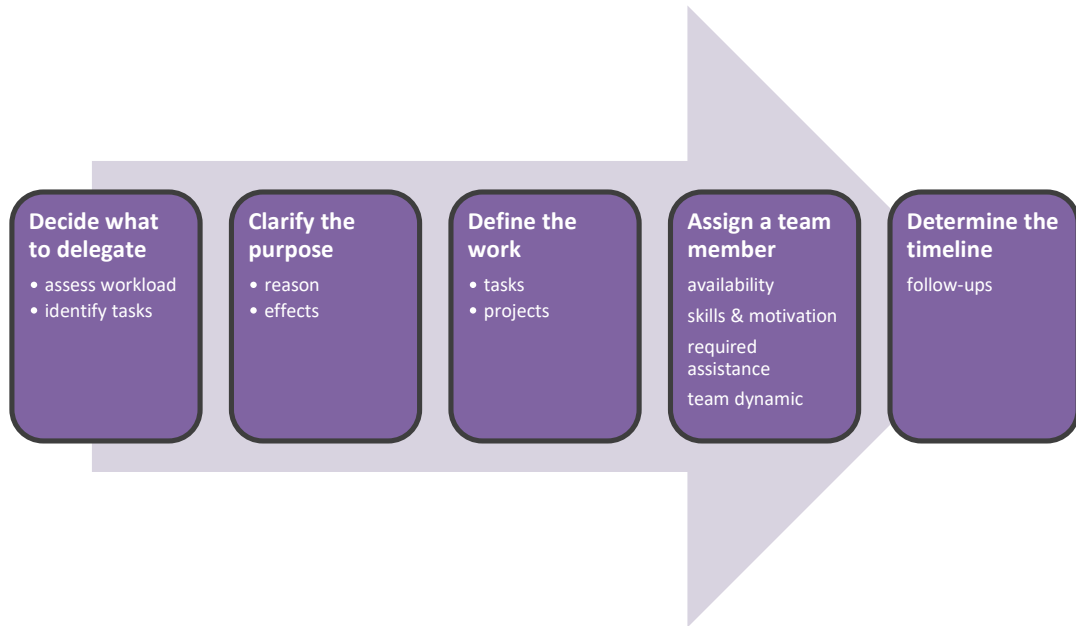 Decide what
to delegate
• assess workload
• identify tasks
Clarify the
purpose
• reason
• effects
Define the
work
• tasks
• projects
Assign a team
member
availability
skills & motivation
required
assistance
team dynamic
Determine the
timeline
follow-ups